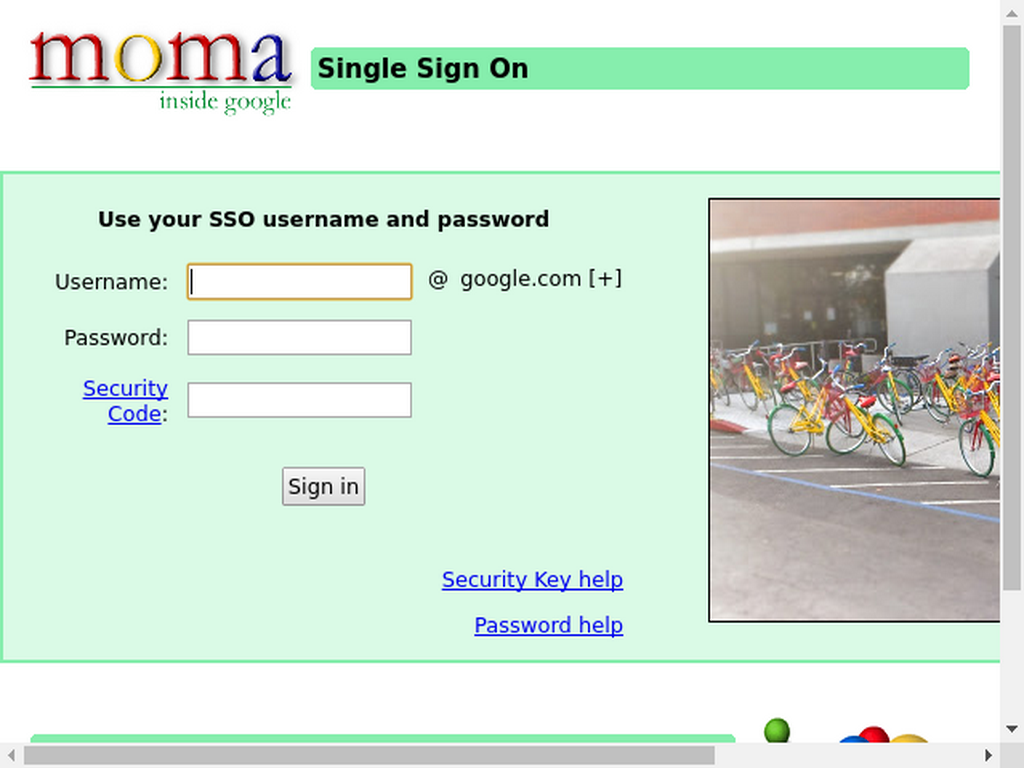 moma
inside google
Single Sign On
Use your SSO username and password
Username:
@ google.com [+]
Password:
Security
Code:
Sign in
Security Key help
Password help